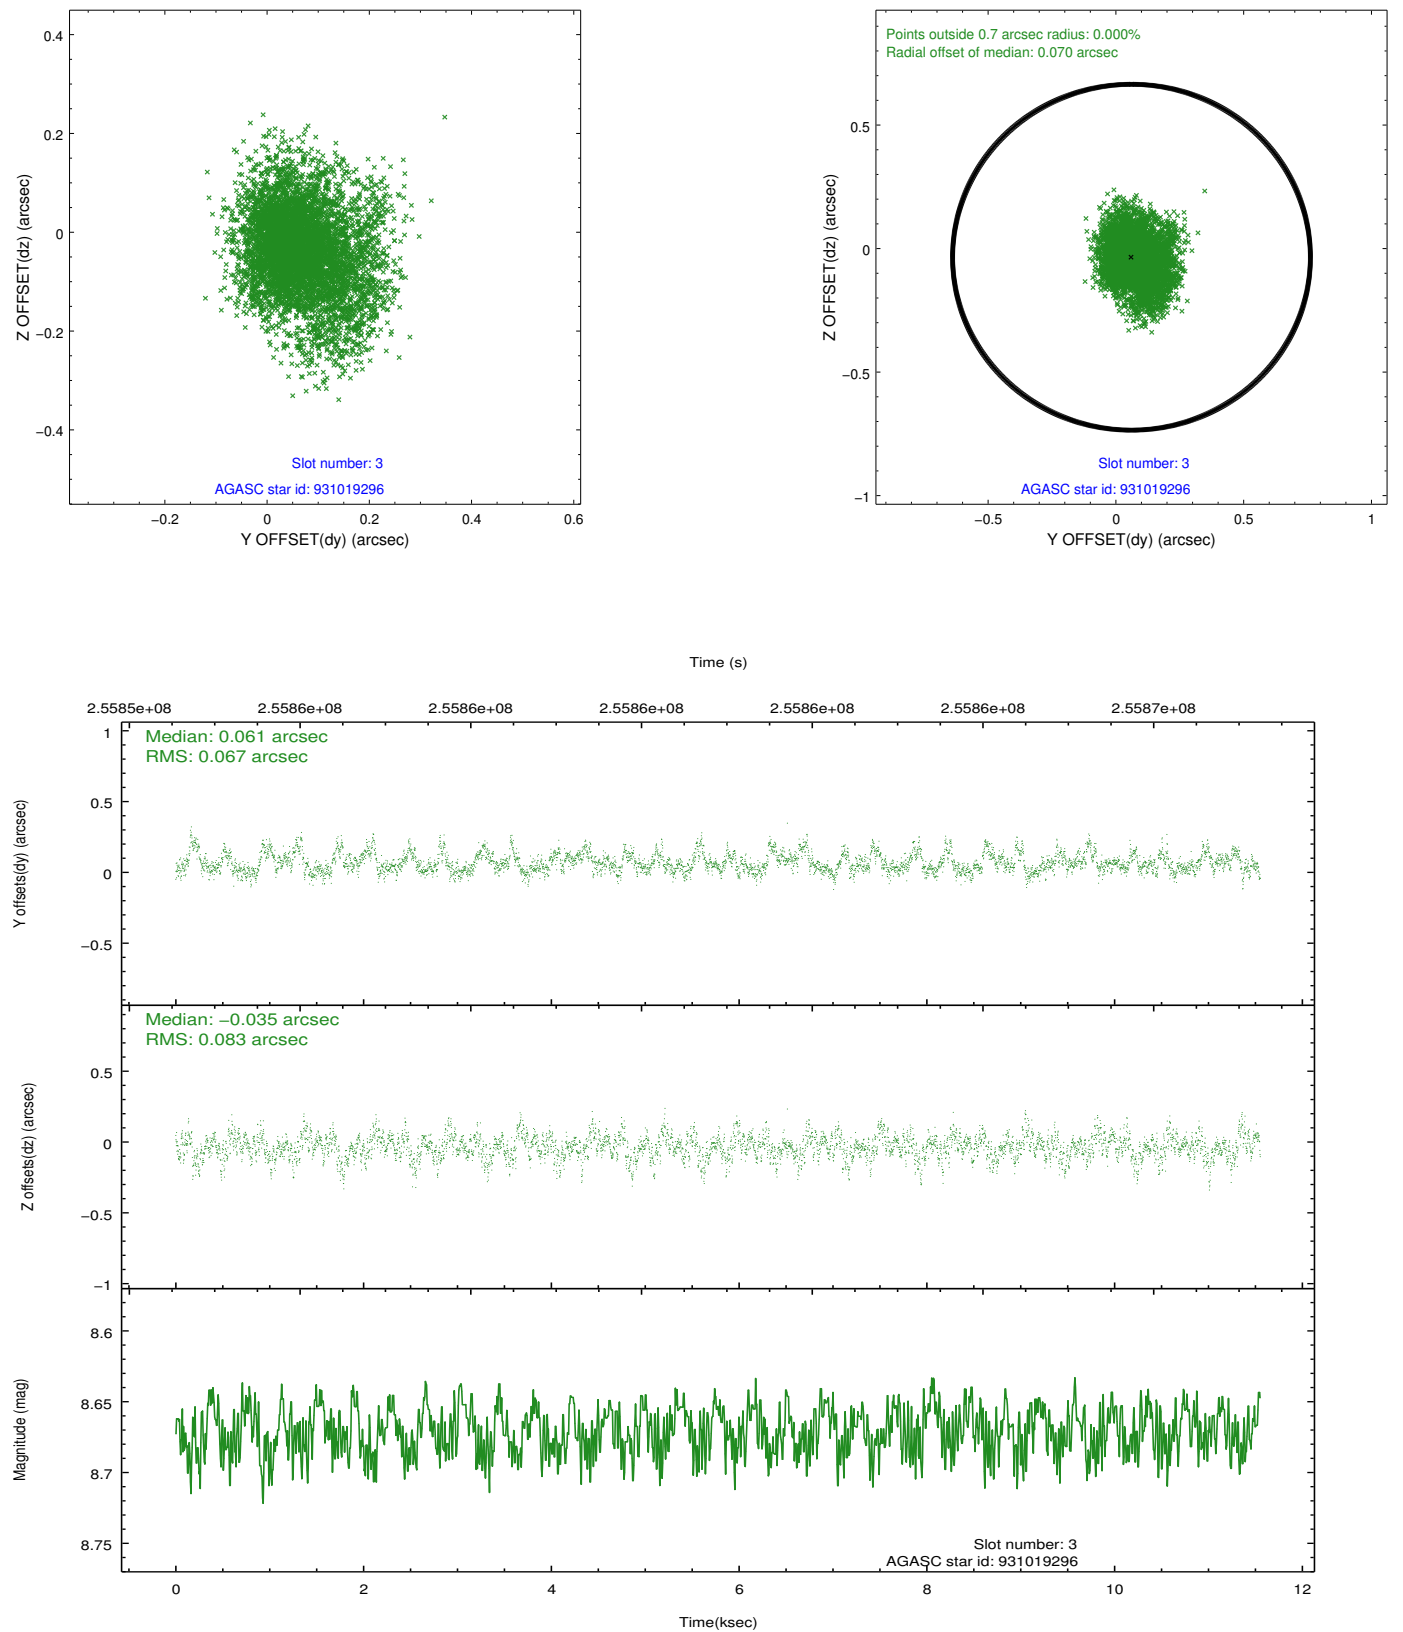 0.4
0.2
0
−0.2
−0.4
Z OFFSET(dz) (arcsec)
Slot number: 3
AGASC star id: 931019296
−0.2 0 0.2 0.4 0.6
Y OFFSET(dy) (arcsec)
Points outside 0.7 arcsec radius: 0.000%
Radial offset of median: 0.070 arcsec
0.5
0
−0.5
−1
Z OFFSET(dz) (arcsec)
Slot number: 3
AGASC star id: 931019296
−0.5 0 0.5 1
Y OFFSET(dy) (arcsec)
Time (s)
2.5585e+08 2.5586e+08 2.5586e+08 2.5586e+08 2.5586e+08 2.5586e+08 2.5587e+08
Median: 0.061 arcsec
RMS: 0.067 arcsec
1
0.5
0
−0.5
Y offsets(dy) (arcsec)
Median: −0.035 arcsec
RMS: 0.083 arcsec
0.5
0
−0.5
−1
Z offsets(dz) (arcsec)
8.6
8.65
8.7
8.75
Magnitude (mag)
Slot number: 3
AGASC star id: 931019296
0 2 4 6 8 10 12
Time(ksec)